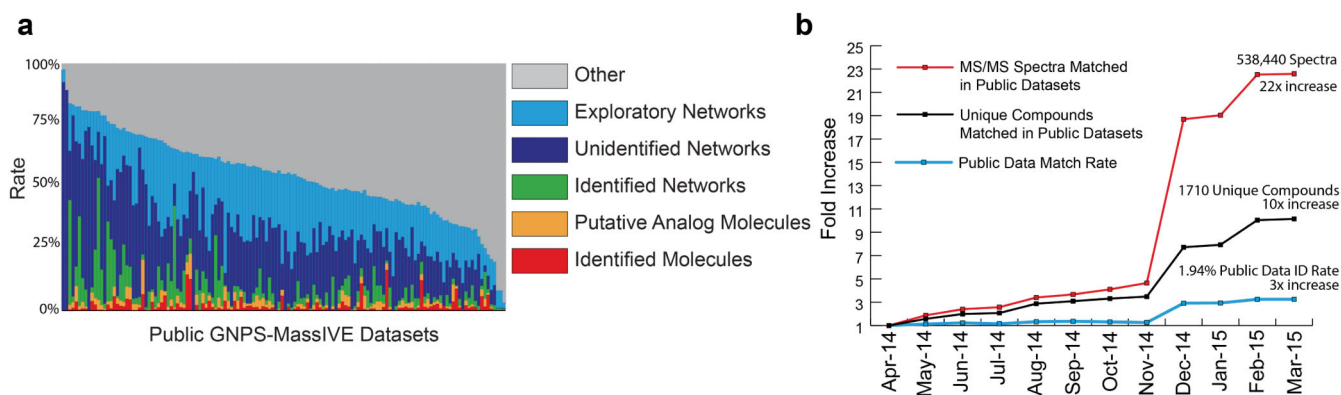 a
100%
75%
50%
25%
0%
Rate
Public GNPS-MassIVE Datasets
Other
Exploratory Networks
Unidentified Networks
Identified Networks
Putative Analog Molecules
Identified Molecules
b
25
23
21
19
17
15
13
11
9
7
5
3
1
Fold Increase
MS/MS Spectra Matched
in Public Datasets
Unique Compounds
Matched in Public Datasets
Public Data Match Rate
538,440 Spectra
22x increase
1710 Unique Compounds
10x increase
1.94% Public Data ID Rate
3x increase
Apr-14
May-14
Jun-14
Jul-14
Aug-14
Sep-14
Oct-14
Nov-14
Dec-14
Jan-15
Feb-15
Mar-15